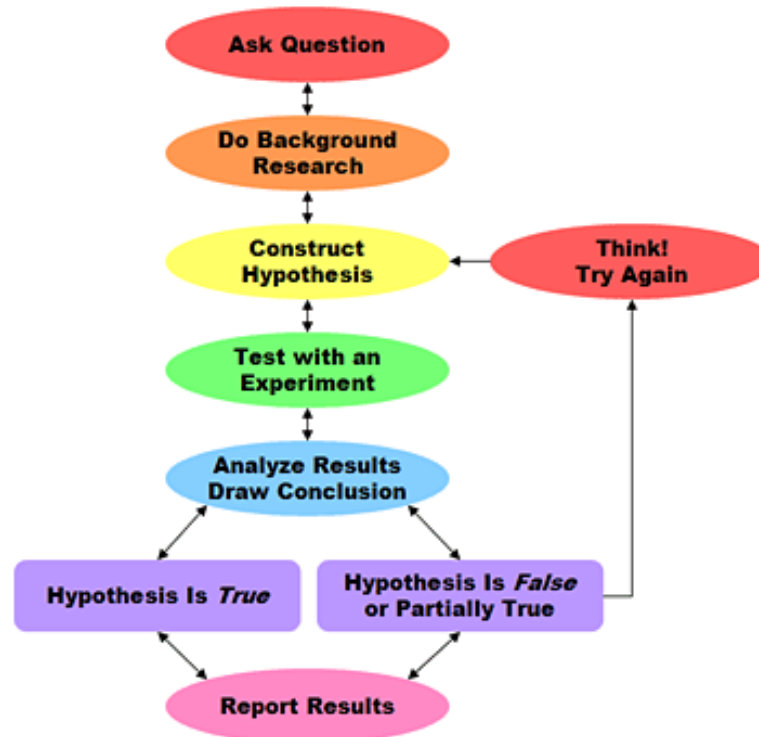 Ask Question
Do Background
Research
Construct
Hypothesis
Think!
Try Again
Test with an
Experiment
Analyze Results
Draw Conclusion
Hypothesis Is True
Hypothesis Is False
or Partially True
Report Results